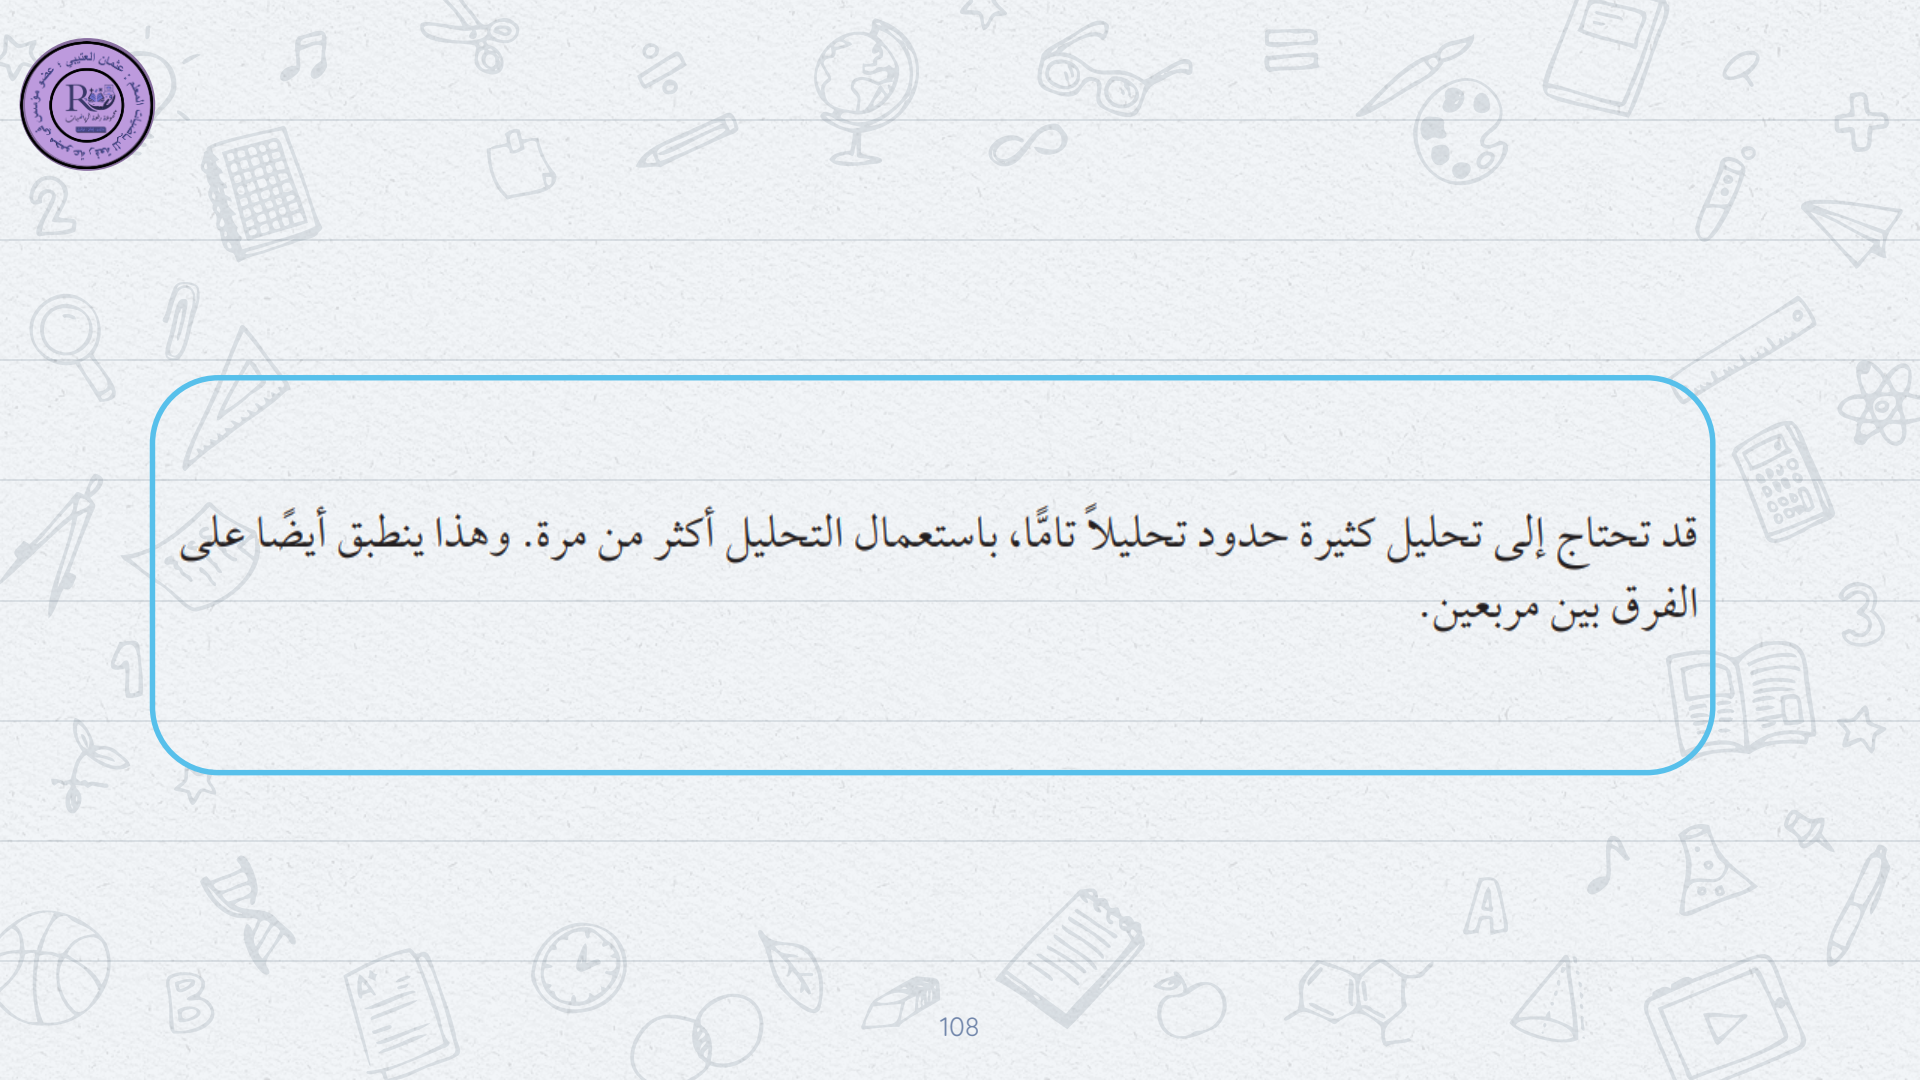 قد تحتاج إلى تحليل كثيرة حدود تحليلاً تامًّا، باستعمال التحليل أكثر من مرة. وهذا ينطبق أيضًا على
الفرق بين مربعين.
108